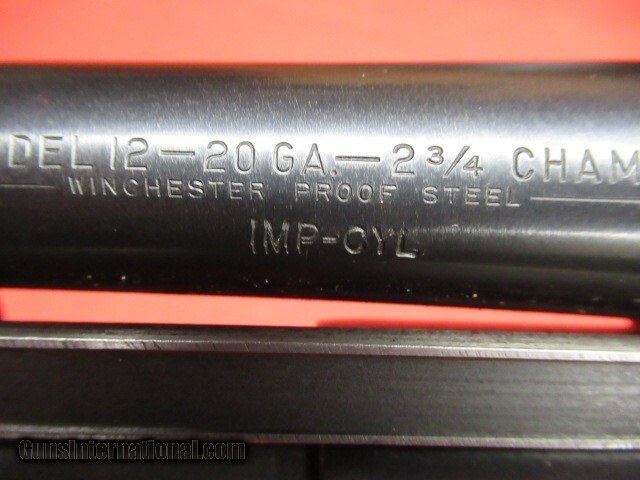 DEL 12 — 20 GA. — 2 3/4 CHAM
— WINCHESTER PROOF STEEL —
IMP-CYL
GunsInternational.com